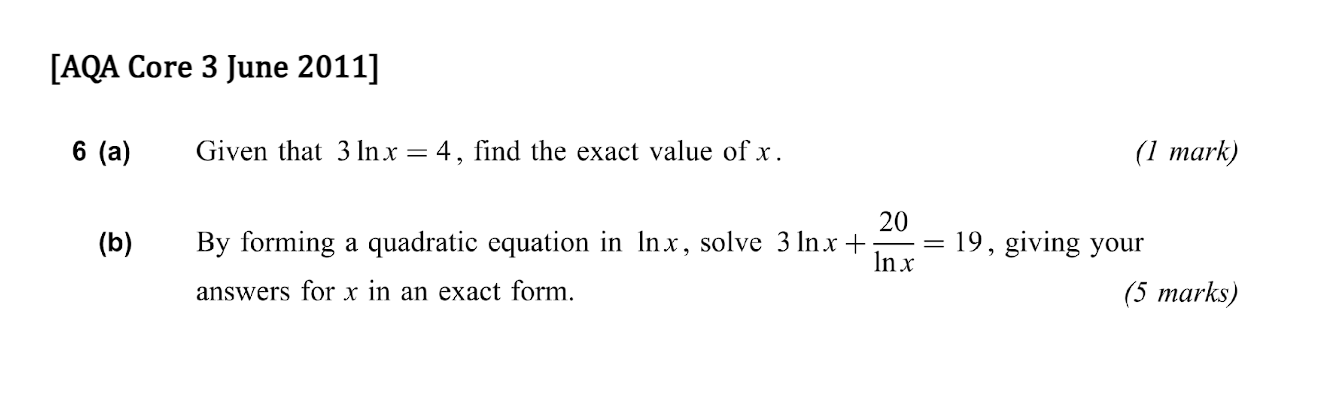 [AQA Core 3 June 2011]
6 (a) Given that 3 ln x = 4, find the exact value of x. (1 mark)
(b) By forming a quadratic equation in ln x, solve 3 ln x + 20/ln x = 19, giving your
answers for x in an exact form. (5 marks)